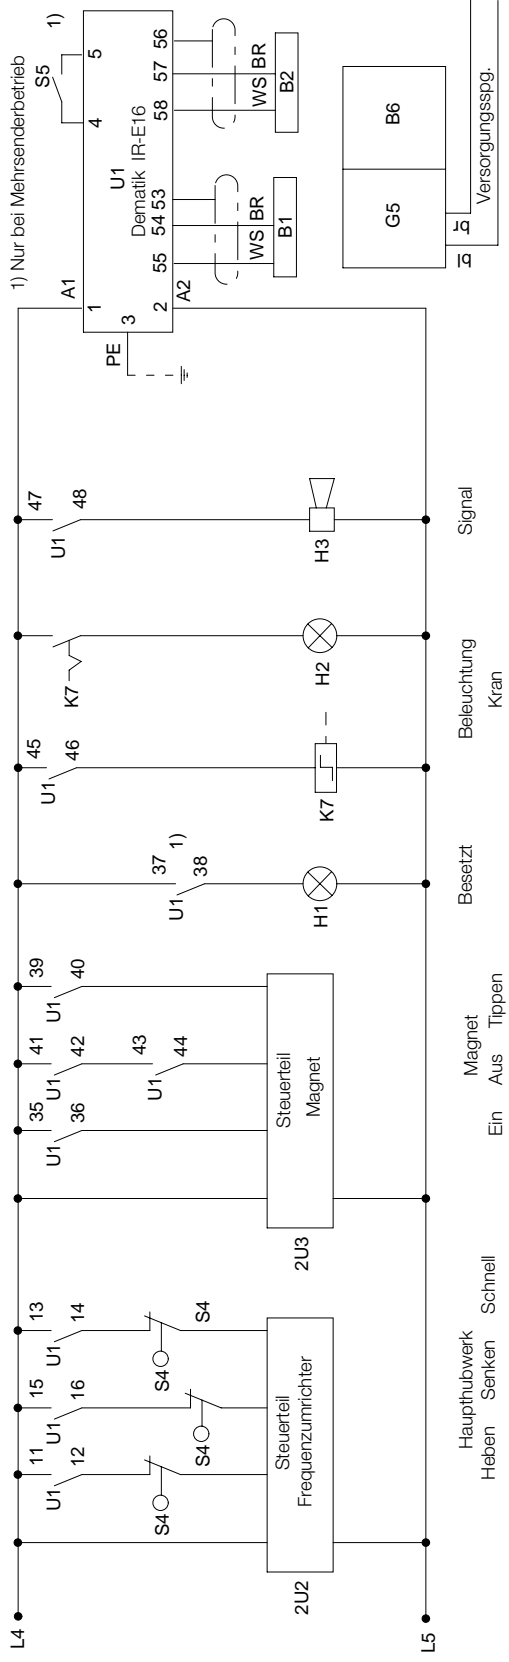 L4
L5
U1
11
12
U1
15
16
U1
13
14
S4
S4
S4
S4
Steuerteil
Frequenzumrichter
2U2
Haupthubwerk
Heben Senken Schnell
U1
35
36
U1
41
42
U1
43
44
U1
39
40
Steuerteil
Magnet
2U3
Magnet
Ein Aus Tippen
U1
37
38
1)
H1
Besetzt
U1
45
46
K7
K7
H2
Beleuchtung
Kran
U1
47
48
H3
Signal
1) Nur bei Mehrsenderbetrieb
A1
1
PE
3
2
A2
U1
Dematik IR-E16
4
5
S5
1)
55
54
53
58
57
56
WS BR
B1
WS BR
B2
G5
B6
bl
br
Versorgungsspg.